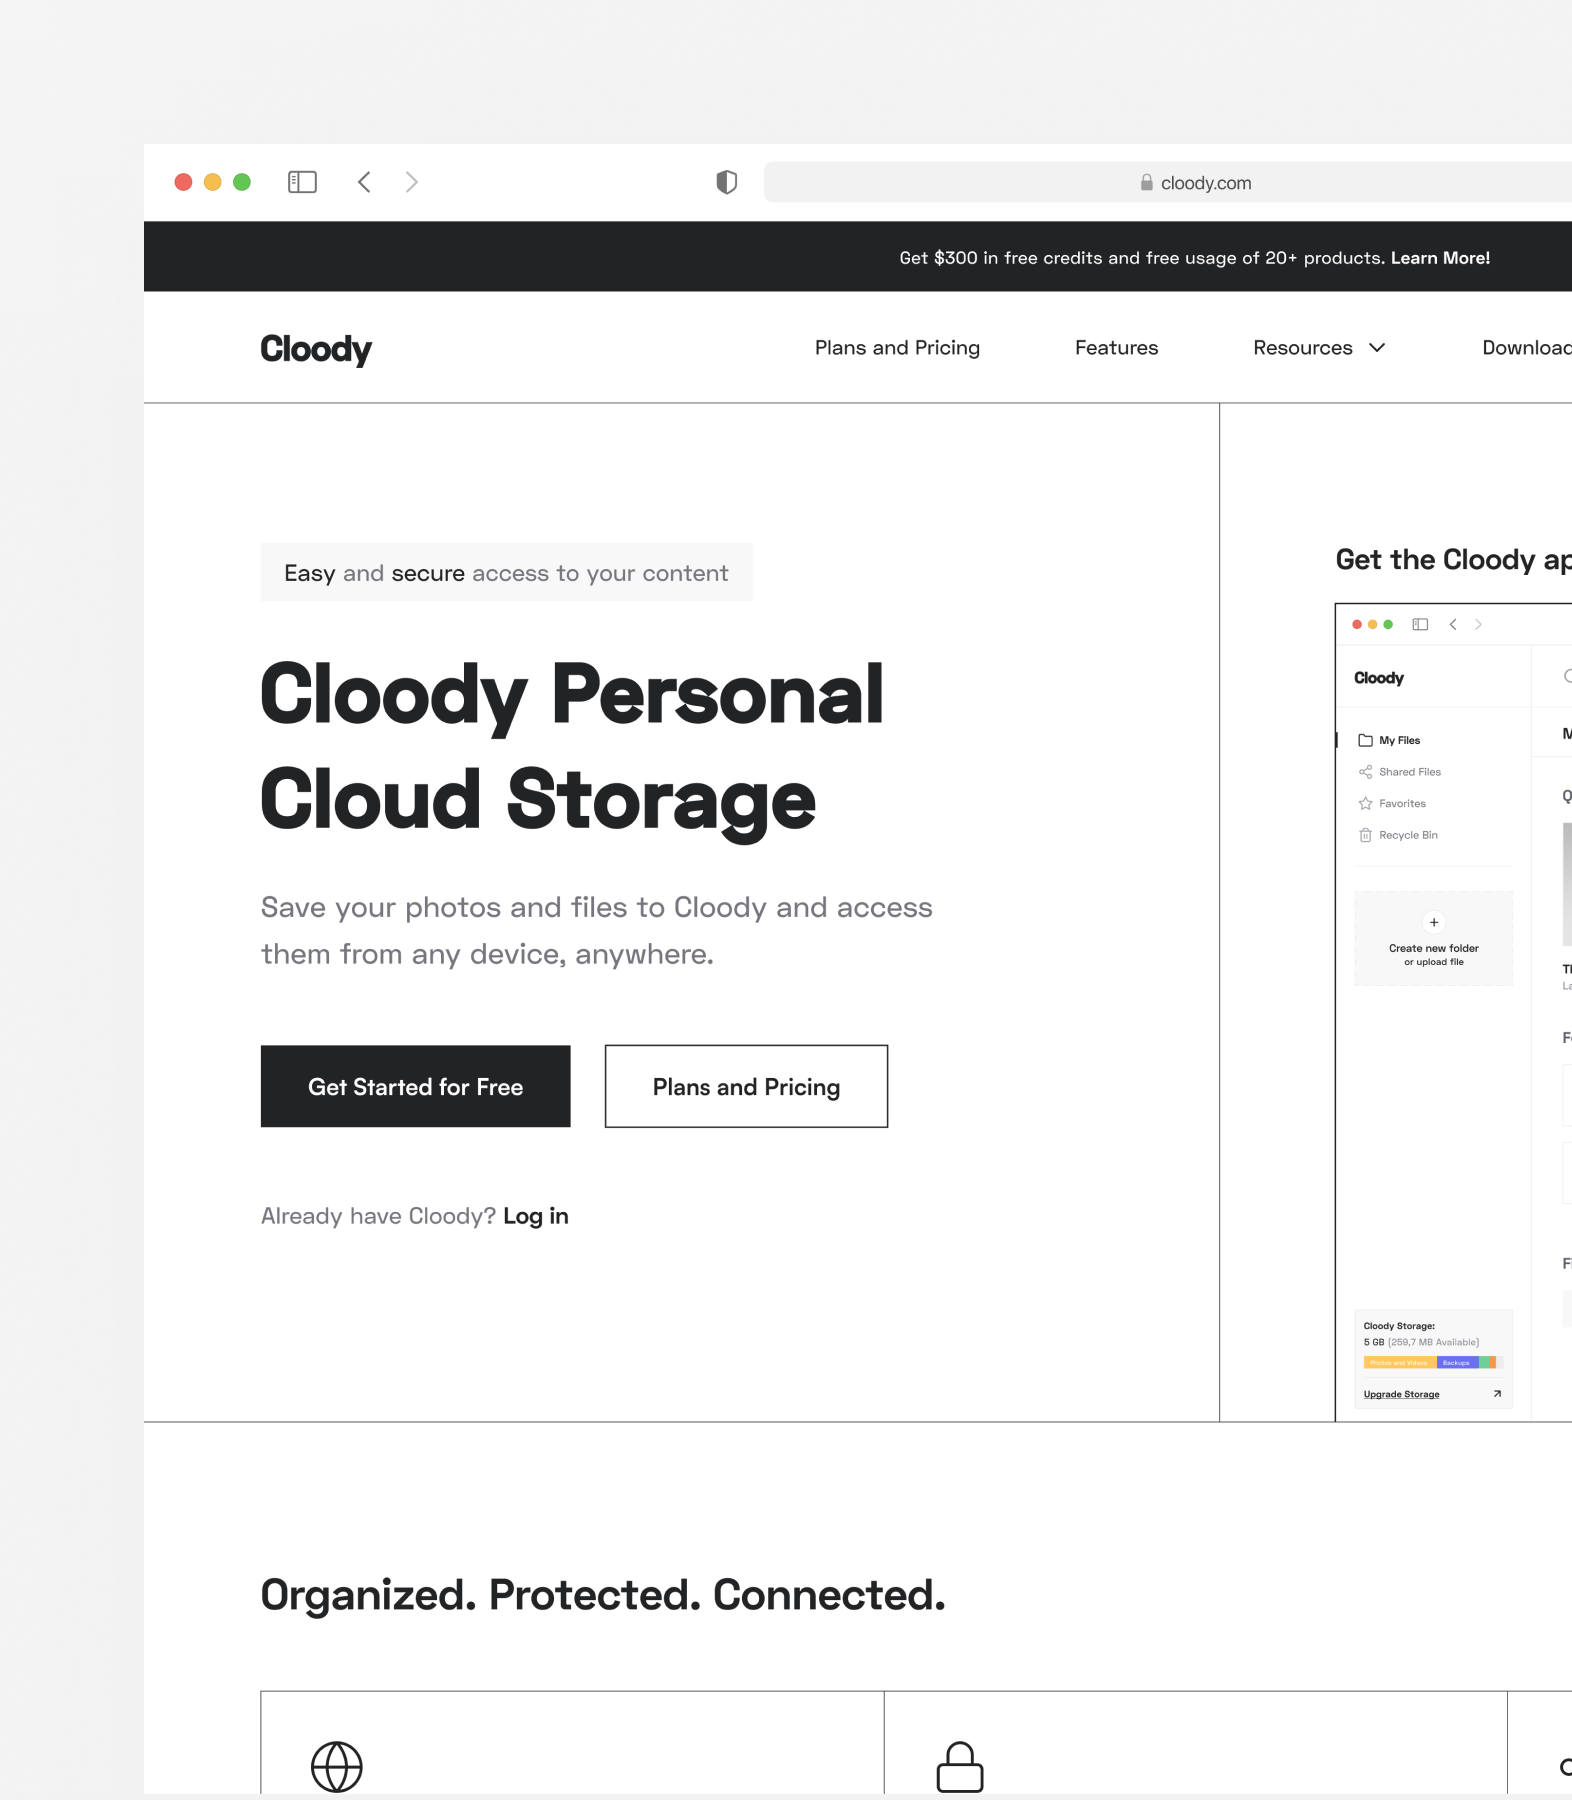 cloody.com
Get $300 in free credits and free usage of 20+ products. Learn More!
Cloody
Plans and Pricing
Features
Resources
Download
Easy and secure access to your content
Cloody Personal
Cloud Storage
Save your photos and files to Cloody and access
them from any device, anywhere.
Get Started for Free
Plans and Pricing
Already have Cloody? Log in
Get the Cloody ap
Cloody
My Files
Shared Files
Favorites
Recycle Bin
Create new folder
or upload file
Cloody Storage:
5 GB (259,7 MB Available)
Photos and Videos
Backups
Upgrade Storage
Organized. Protected. Connected.